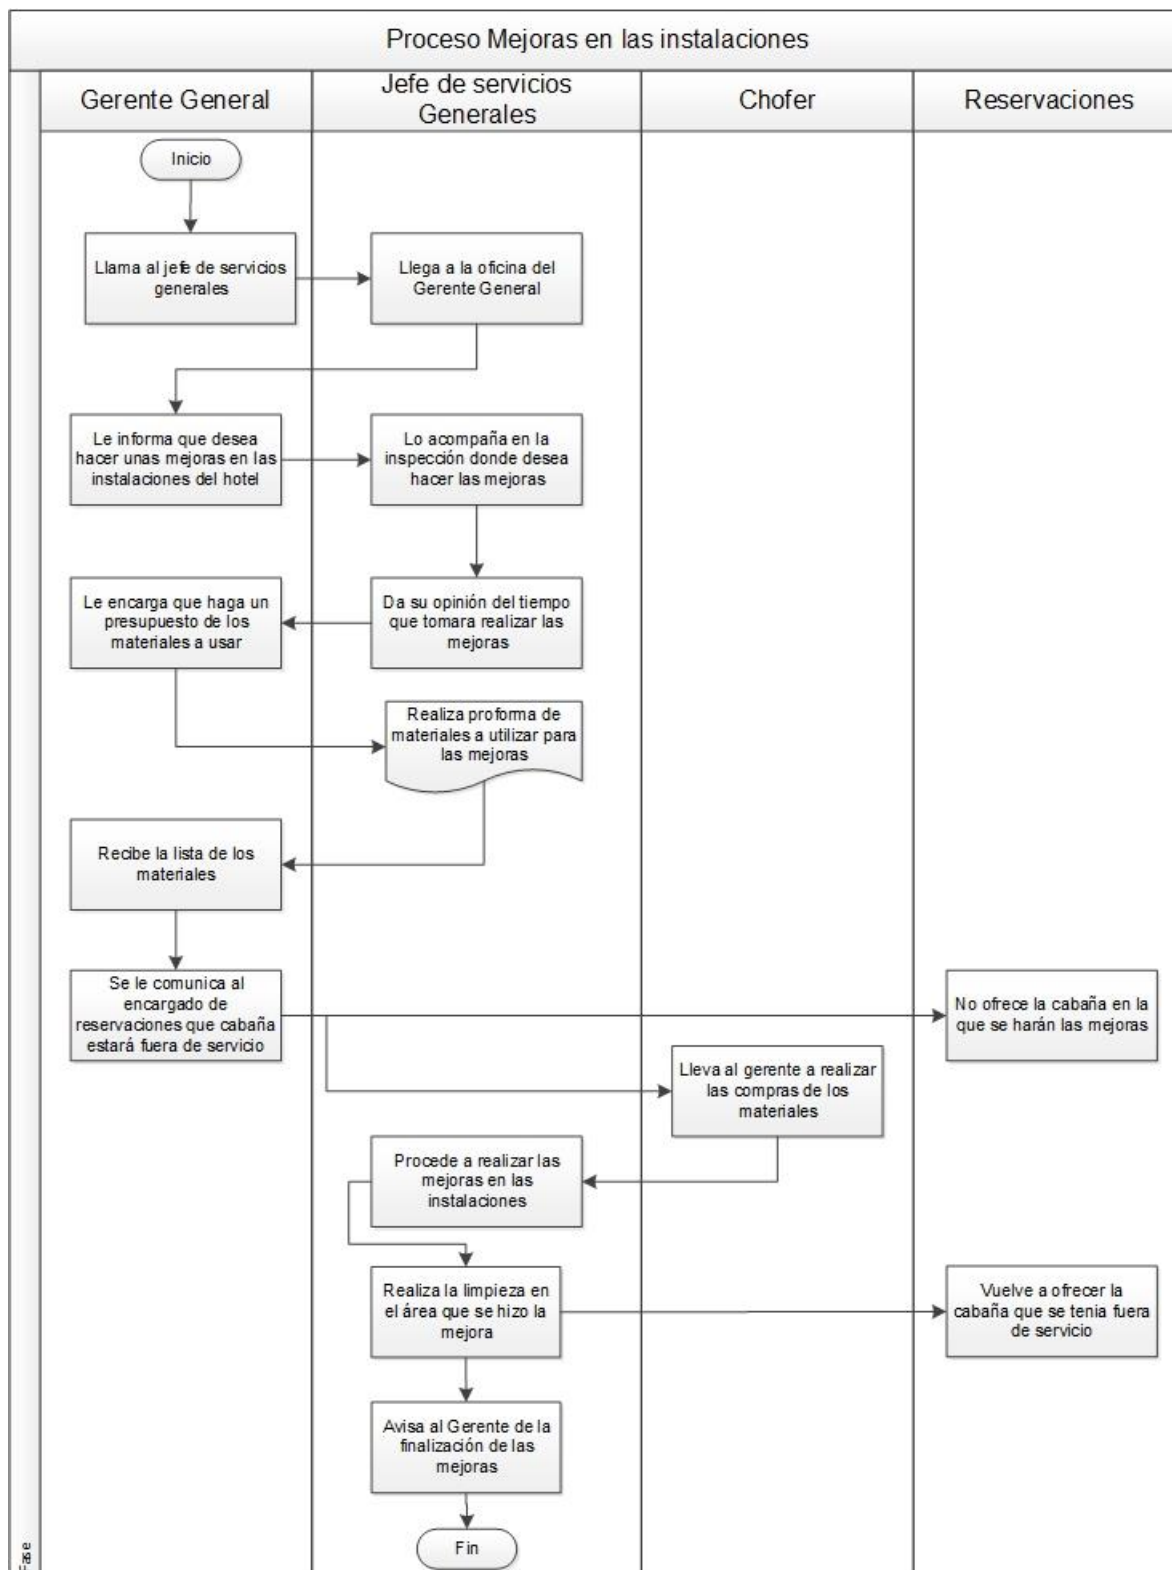 Proceso Mejoras en las instalaciones
Gerente General
Jefe de servicios
Generales
Chofer
Reservaciones
Inicio
Llama al jefe de servicios
generales
Llega a la oficina del
Gerente General
Le informa que desea
hacer unas mejoras en las
instalaciones del hotel
Lo acompaña en la
inspección donde desea
hacer las mejoras
Le encarga que haga un
presupuesto de los
materiales a usar
Da su opinión del tiempo
que tomara realizar las
mejoras
Realiza proforma de
materiales a utilizar para
las mejoras
Recibe la lista de los
materiales
Se le comunica al
encargado de
reservaciones que cabaña
estará fuera de servicio
No ofrece la cabaña en la
que se harán las mejoras
Lleva al gerente a realizar
las compras de los
materiales
Procede a realizar las
mejoras en las
instalaciones
Realiza la limpieza en
el área que se hizo la
mejora
Vuelve a ofrecer la
cabaña que se tenia fuera
de servicio
Avisa al Gerente de la
finalización de las
mejoras
Fin
Fase